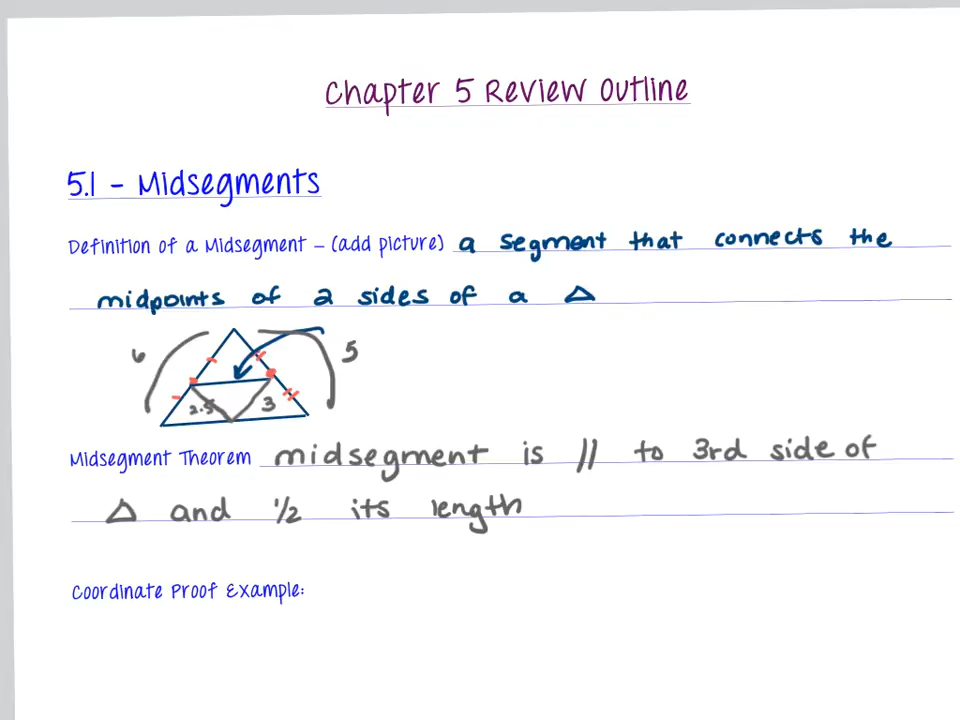 Chapter 5 Review Outline
5.1 - Midsegments
Definition of a Midsegment – (add picture) a segment that connects the
midpoints of 2 sides of a Δ
6
5
2.5
3
Midsegment Theorem midsegment is // to 3rd side of
Δ and 1/2 its length
Coordinate Proof Example: